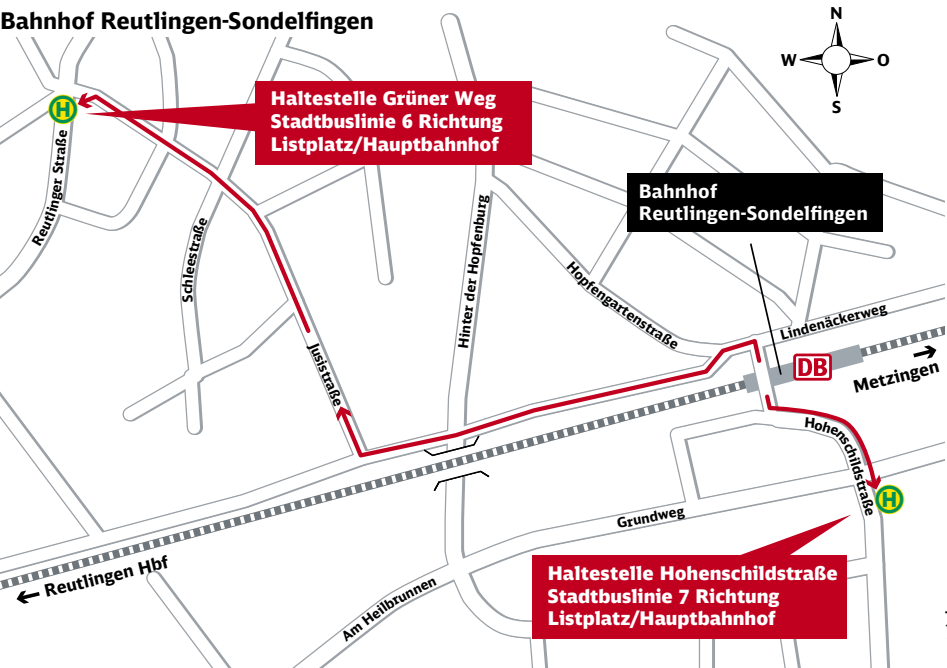 Bahnhof Reutlingen-Sondelfingen
N
W
O
S
Haltestelle Grüner Weg
Stadtbuslinie 6 Richtung
Listplatz/Hauptbahnhof
H
Bahnhof
Reutlingen-Sondelfingen
Reutlinger Straße
Schleestraße
Hinter der Hopfenburg
Hopfengartenstraße
Lindenäckerweg
Jusistraße
DB
Metzingen
Hohenschildstraße
H
Grundweg
Reutlingen Hbf
Am Heilbrunnen
Haltestelle Hohenschildstraße
Stadtbuslinie 7 Richtung
Listplatz/Hauptbahnhof